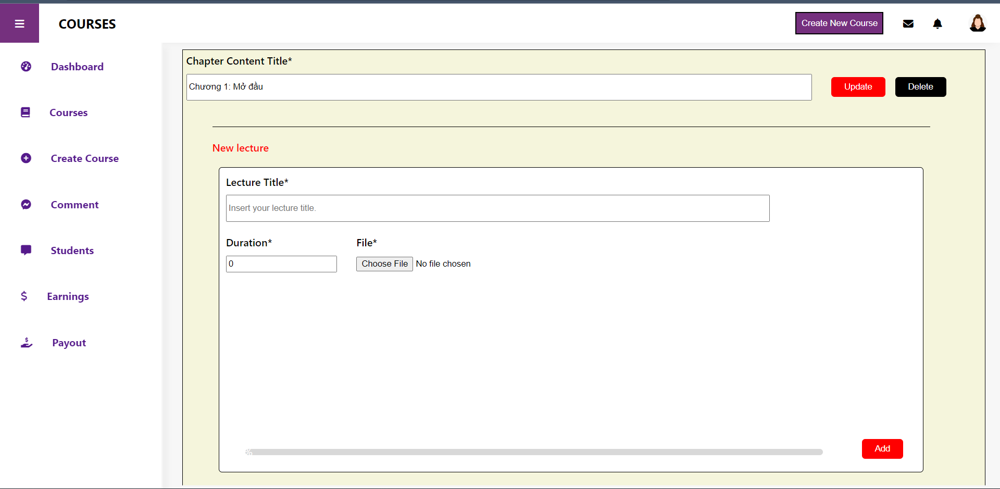 COURSES
Create New Course
Dashboard
Courses
Create Course
Comment
Students
Earnings
Payout
Chapter Content Title*
Chương 1: Mở đầu
Update
Delete
New lecture
Lecture Title*
Insert your lecture title.
Duration*
File*
0
Choose File No file chosen
%
Add